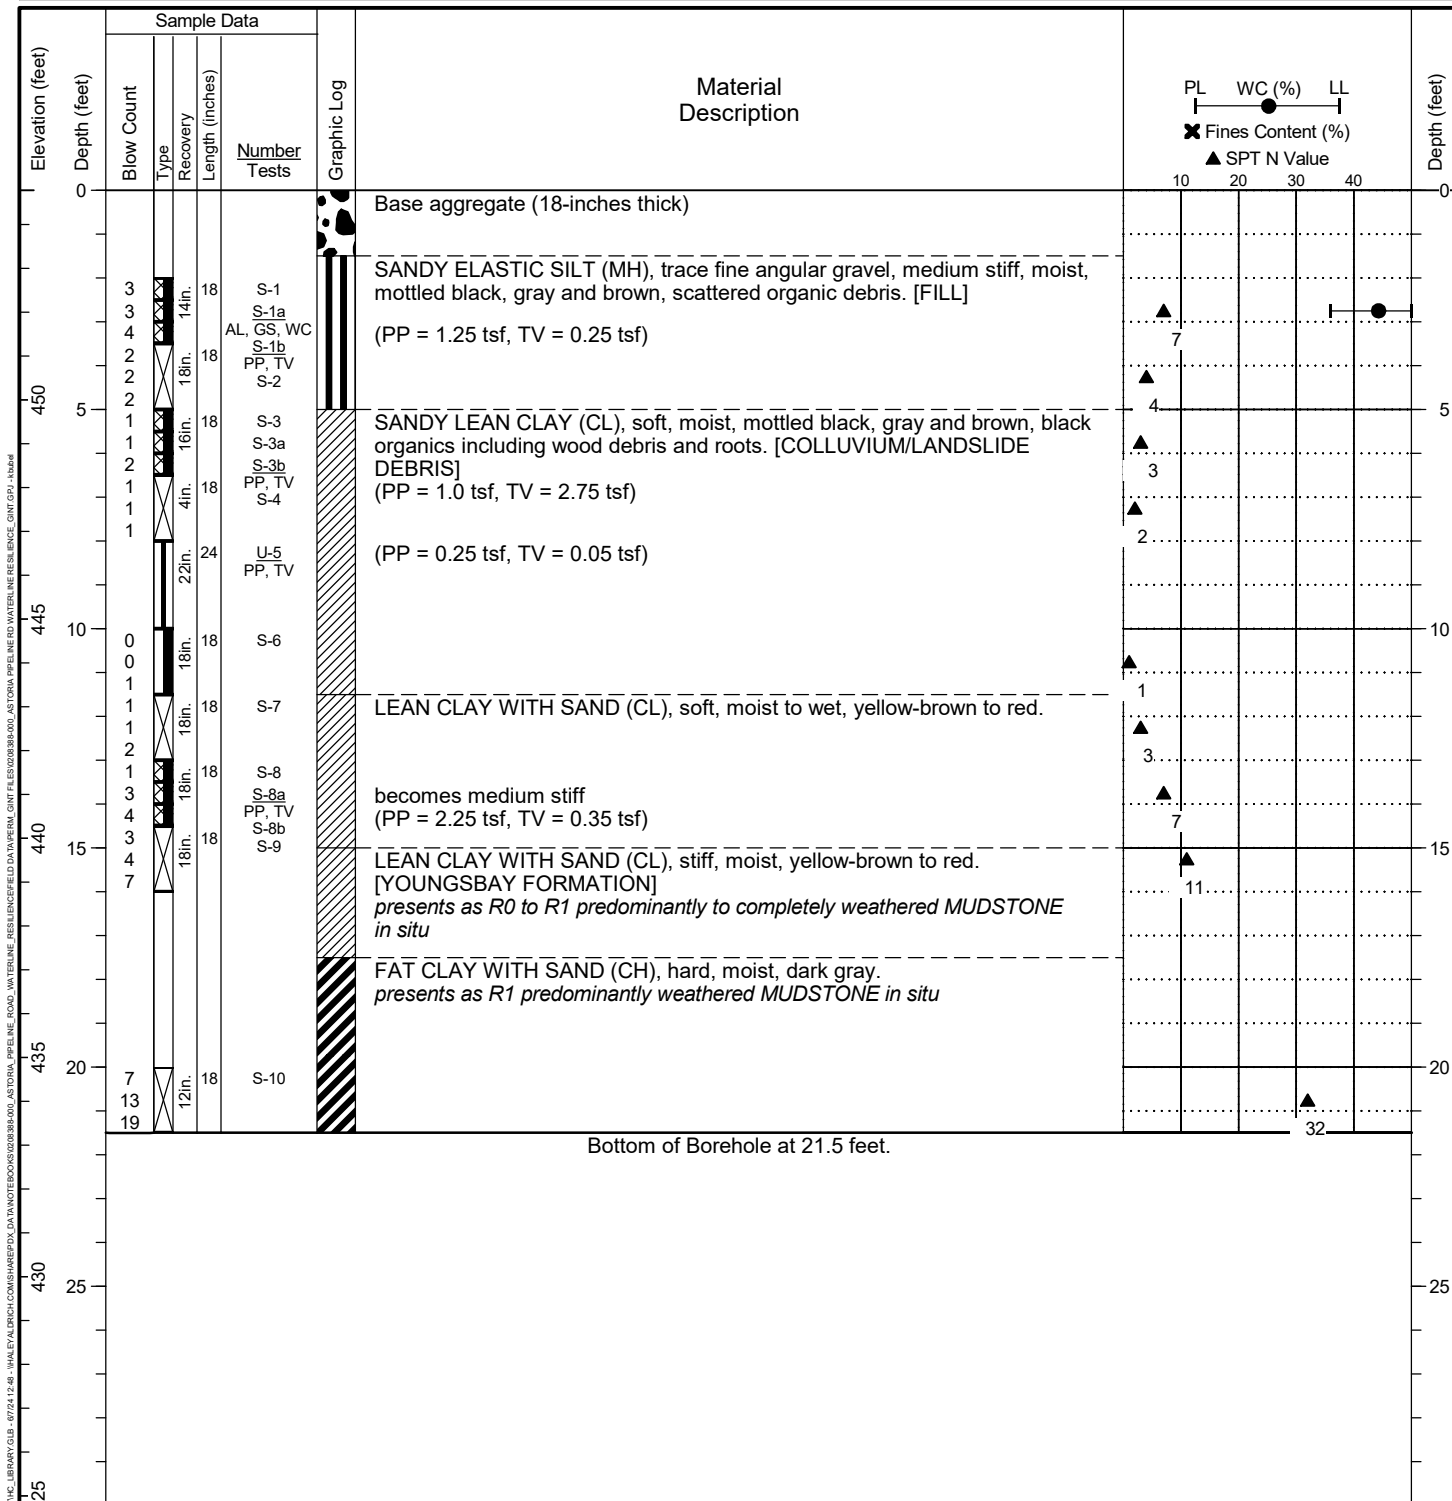 Sample Data
Elevation (feet)
Depth (feet)
Blow Count
Type
Recovery
Length (inches)
Number
Tests
Graphic Log
Material
Description
PL WC (%) LL
Fines Content (%)
SPT N Value
10 20 30 40
Depth (feet)
0 Base aggregate (18-inches thick) 0
SANDY ELASTIC SILT (MH), trace fine angular gravel, medium stiff, moist,
mottled black, gray and brown, scattered organic debris. [FILL]
(PP = 1.25 tsf, TV = 0.25 tsf)
3 14in. 18 S-1
3 S-1a
4 AL, GS, WC
7
2 18in. 18 S-1b
PP, TV
2 S-2
2
4
450
5 5
1 16in. 18 S-3
1 S-3a
2 S-3b
PP, TV
3
SANDY LEAN CLAY (CL), soft, moist, mottled black, gray and brown, black
organics including wood debris and roots. [COLLUVIUM/LANDSLIDE
DEBRIS]
(PP = 1.0 tsf, TV = 2.75 tsf)
1 4in. 18 S-4
1
1
2
22in. 24 U-5
PP, TV
(PP = 0.25 tsf, TV = 0.05 tsf)
445
10 10
0 18in. 18 S-6
0
1
1
1 18in. 18 S-7
1
2
3
LEAN CLAY WITH SAND (CL), soft, moist to wet, yellow-brown to red.
1 18in. 18 S-8
3 S-8a
PP, TV
4 S-8b
7
becomes medium stiff
(PP = 2.25 tsf, TV = 0.35 tsf)
440
15 15
3 18in. 18 S-9
4
7
11
LEAN CLAY WITH SAND (CL), stiff, moist, yellow-brown to red.
[YOUNGSBAY FORMATION]
presents as R0 to R1 predominantly to completely weathered MUDSTONE
in situ
FAT CLAY WITH SAND (CH), hard, moist, dark gray.
presents as R1 predominantly weathered MUDSTONE in situ
435
20 20
7 12in. 18 S-10
13
19
32
Bottom of Borehole at 21.5 feet.
430
25 25
25